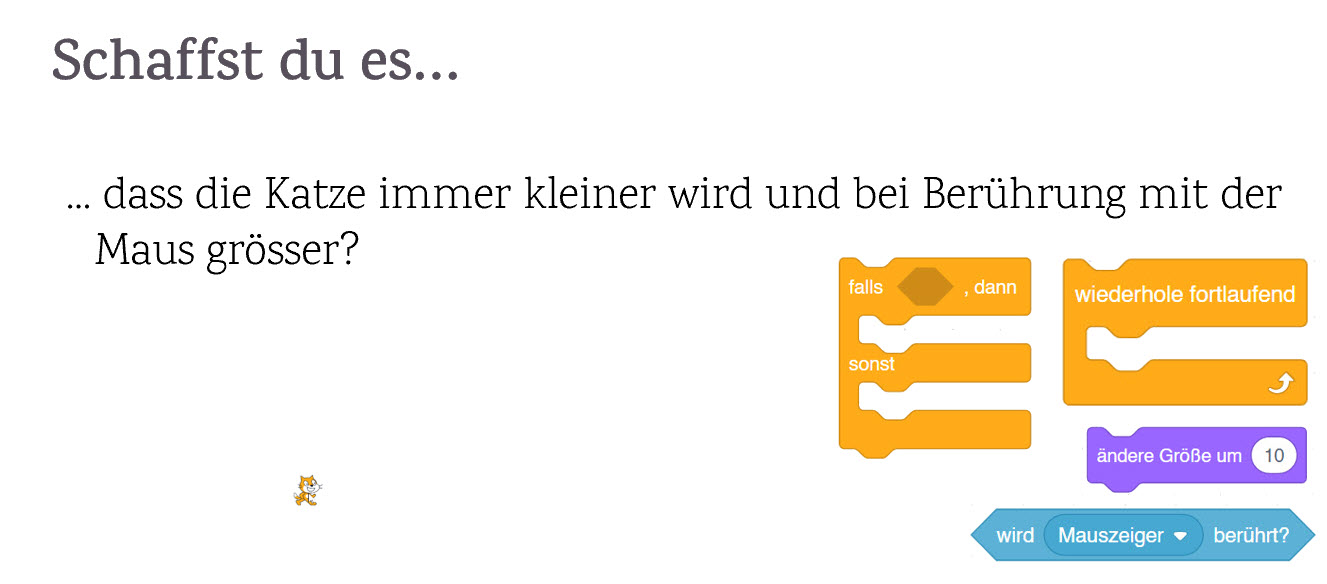 Schaffst du es...
... dass die Katze immer kleiner wird und bei Berührung mit der
Maus grösser?
falls , dann
sonst
wiederhole fortlaufend
ändere Größe um 10
wird Mauszeiger berührt?